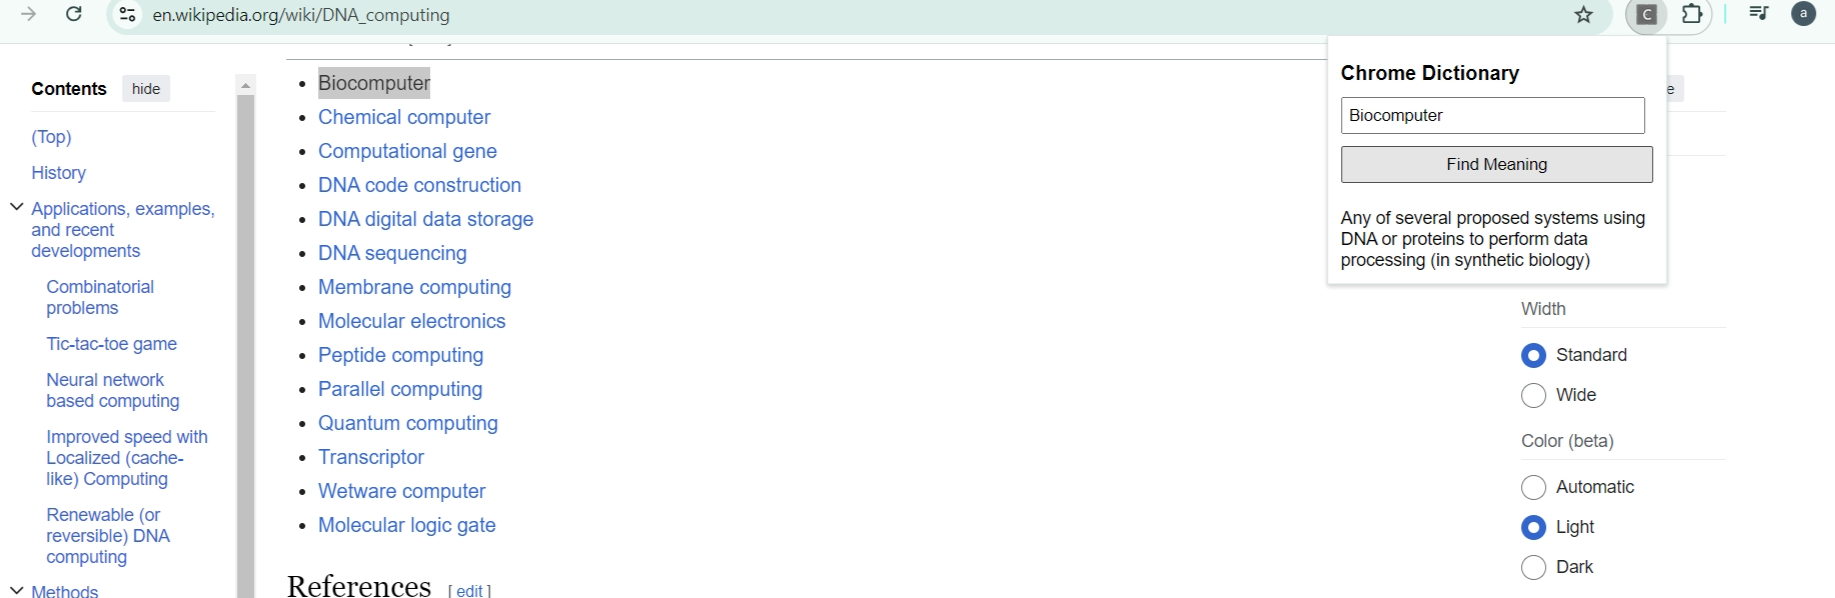 en.wikipedia.org/wiki/DNA_computing
C
a
Contents hide
(Top)
History
Applications, examples,
and recent
developments
Combinatorial
problems
Tic-tac-toe game
Neural network
based computing
Improved speed with
Localized (cache-
like) Computing
Renewable (or
reversible) DNA
computing
Methods
Biocomputer
Chemical computer
Computational gene
DNA code construction
DNA digital data storage
DNA sequencing
Membrane computing
Molecular electronics
Peptide computing
Parallel computing
Quantum computing
Transcriptor
Wetware computer
Molecular logic gate
References [ edit ]
Chrome Dictionary
Biocomputer
Find Meaning
Any of several proposed systems using
DNA or proteins to perform data
processing (in synthetic biology)
Width
Standard
Wide
Color (beta)
Automatic
Light
Dark